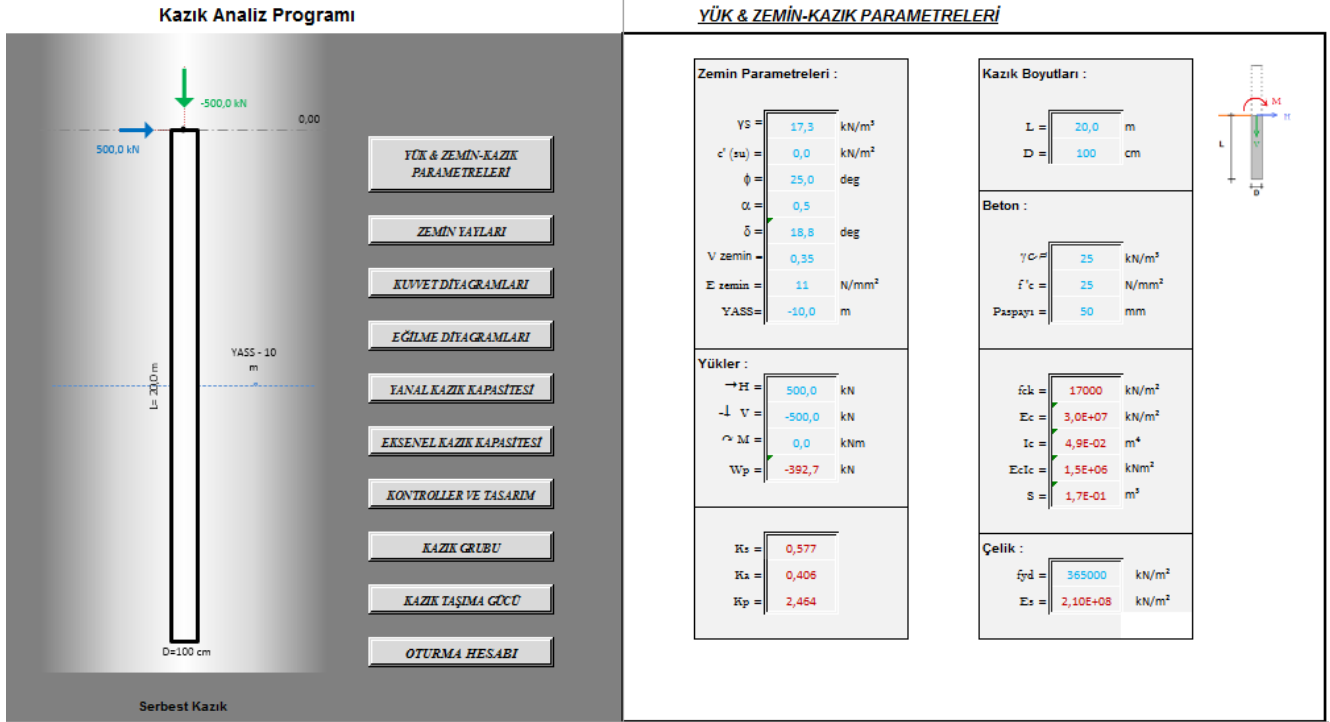 Kazık Analiz Programı
-500,0 kN
0,00
500,0 kN
YASS - 10
m
L= 20,0 m
D=100 cm
Serbest Kazık
YÜK & ZEMİN-KAZIK
PARAMETRELERİ
ZEMİN YAYLARI
KUVVET DİYAGRAMLARI
EĞİLME DİYAGRAMLARI
YANAL KAZIK KAPASİTESİ
EKSENEL KAZIK KAPASİTESİ
KONTROLLER VE TASARIM
KAZIK GRUBU
KAZIK TAŞIMA GÜCÜ
OTURMA HESABI
YÜK & ZEMİN-KAZIK PARAMETRELERİ
Zemin Parametreleri :
γs = 17,3 kN/m³
c' (su) = 0,0 kN/m²
ϕ = 25,0 deg
α = 0,5
δ = 18,8 deg
V zemin = 0,35
E zemin = 11 N/mm²
YASS= -10,0 m
Yükler :
→H = 500,0 kN
V = -500,0 kN
M = 0,0 kNm
Wp = -392,7 kN
Ks = 0,577
Ka = 0,406
Kp = 2,464
Kazık Boyutları :
L = 20,0 m
D = 100 cm
Beton :
γc = 25 kN/m³
f'c = 25 N/mm²
Paspayı = 50 mm
fck = 17000 kN/m²
Ec = 3,0E+07 kN/m²
Ic = 4,9E-02 m⁴
EcIc = 1,5E+06 kNm²
S = 1,7E-01 m³
Çelik :
fyd = 365000 kN/m²
Es = 2,10E+08 kN/m²
M
H
V
L
D